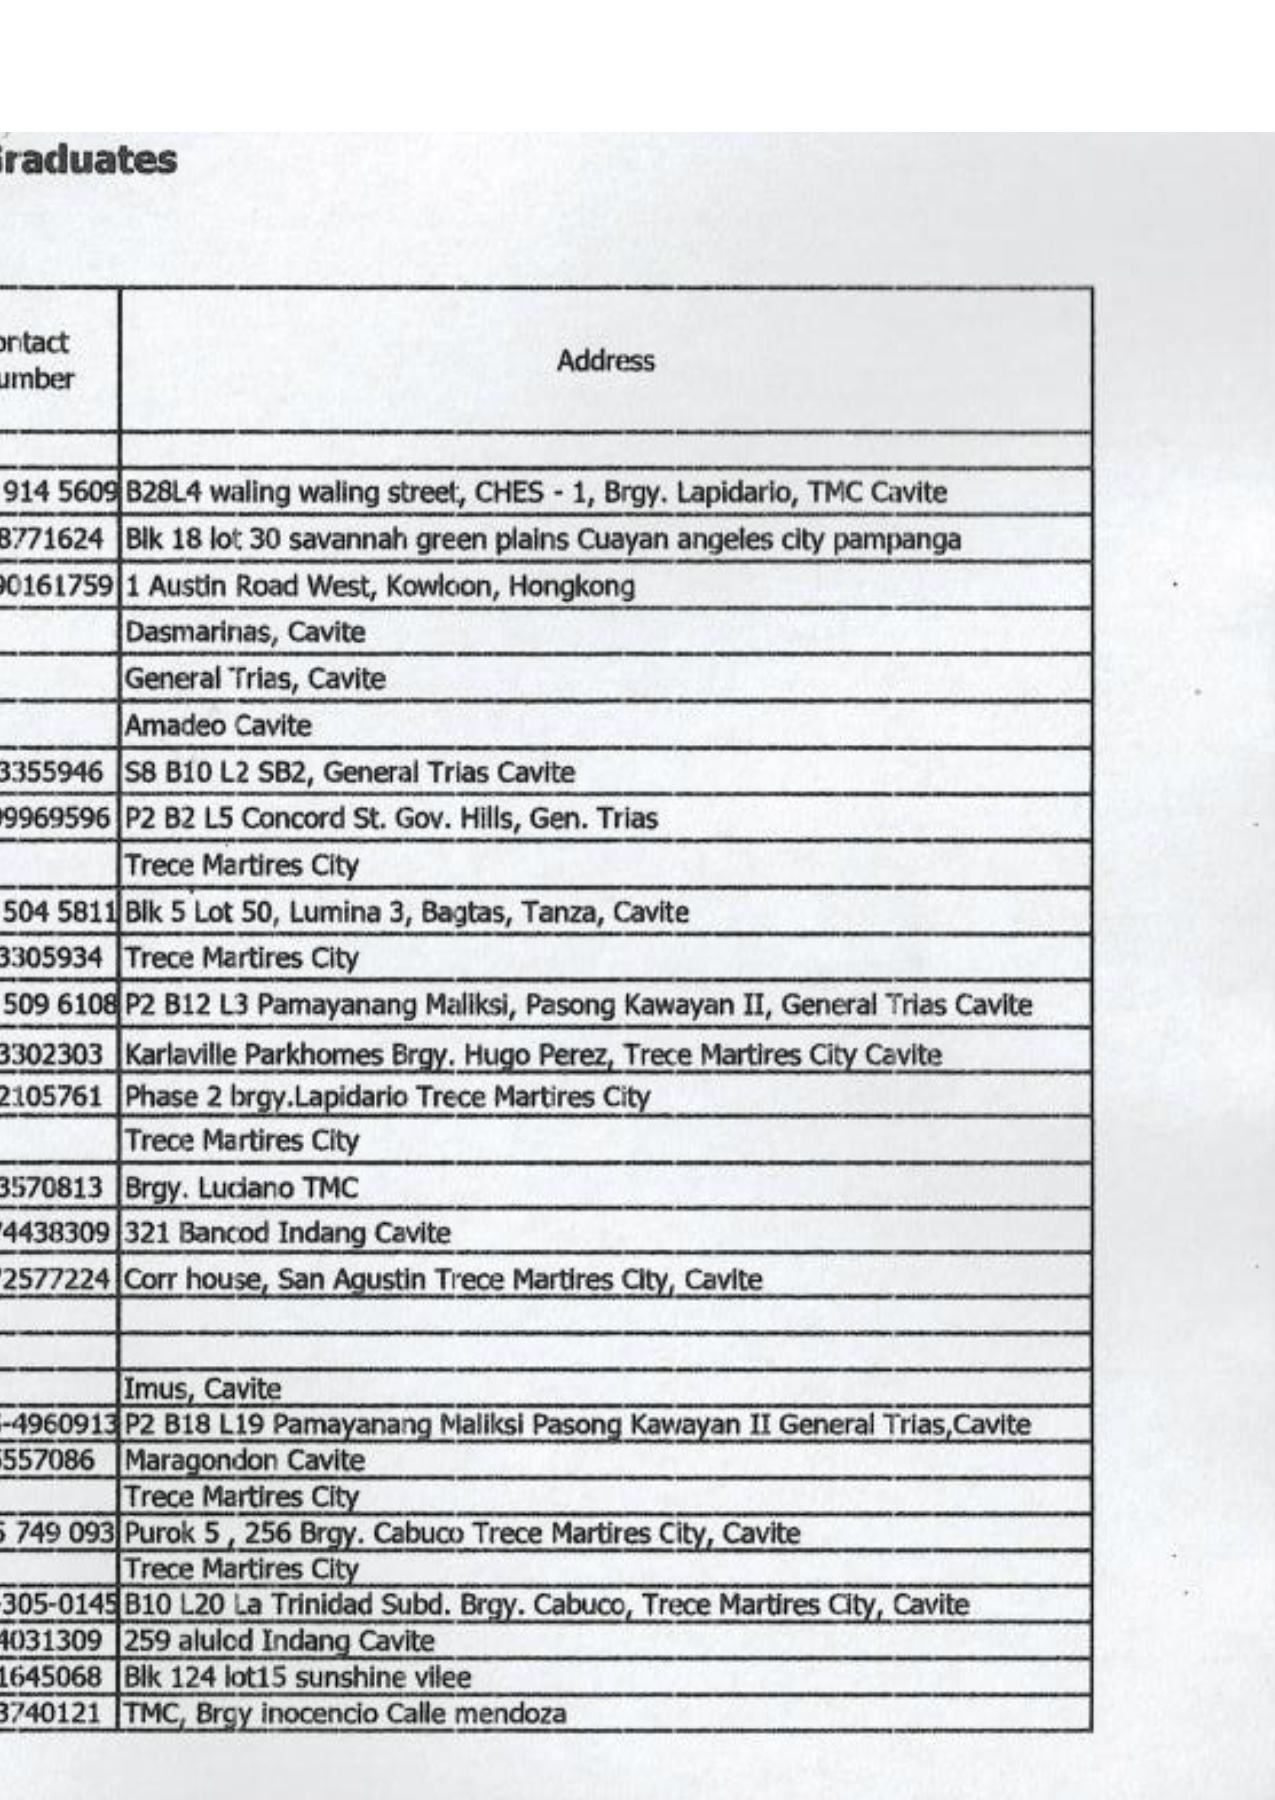 Graduates
ontact
umber
Address
914 5609 B28L4 waling waling street, CHES - 1, Brgy. Lapidario, TMC Cavite
8771624 Blk 18 lot 30 savannah green plains Cuayan angeles city pampanga
90161759 1 Austin Road West, Kowloon, Hongkong
Dasmarinas, Cavite
General Trias, Cavite
Amadeo Cavite
3355946 S8 B10 L2 SB2, General Trias Cavite
99969596 P2 B2 L5 Concord St. Gov. Hills, Gen. Trias
Trece Martires City
504 5811 Blk 5 Lot 50, Lumina 3, Bagtas, Tanza, Cavite
3305934 Trece Martires City
509 6108 P2 B12 L3 Pamayanang Maliksi, Pasong Kawayan II, General Trias Cavite
3302303 Karlaville Parkhomes Brgy. Hugo Perez, Trece Martires City Cavite
2105761 Phase 2 brgy.Lapidario Trece Martires City
Trece Martires City
3570813 Brgy. Luciano TMC
74438309 321 Bancod Indang Cavite
72577224 Corr house, San Agustin Trece Martires City, Cavite
Imus, Cavite
-4960913 P2 B18 L19 Pamayanang Maliksi Pasong Kawayan II General Trias,Cavite
5557086 Maragondon Cavite
Trece Martires City
5 749 093 Purok 5 , 256 Brgy. Cabuco Trece Martires City, Cavite
Trece Martires City
-305-0145 B10 L20 La Trinidad Subd. Brgy. Cabuco, Trece Martires City, Cavite
4031309 259 alulod Indang Cavite
1645068 Blk 124 lot15 sunshine vilee
3740121 TMC, Brgy inocencio Calle mendoza